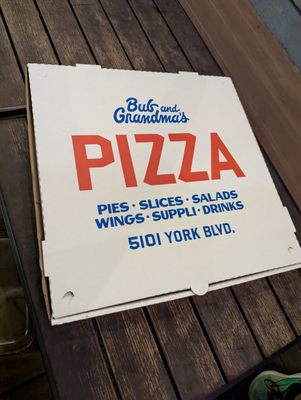 Bub and
Grandma's
PIZZA
PIES • SLICES • SALADS
WINGS • SUPPLI • DRINKS
5101 YORK BLVD.